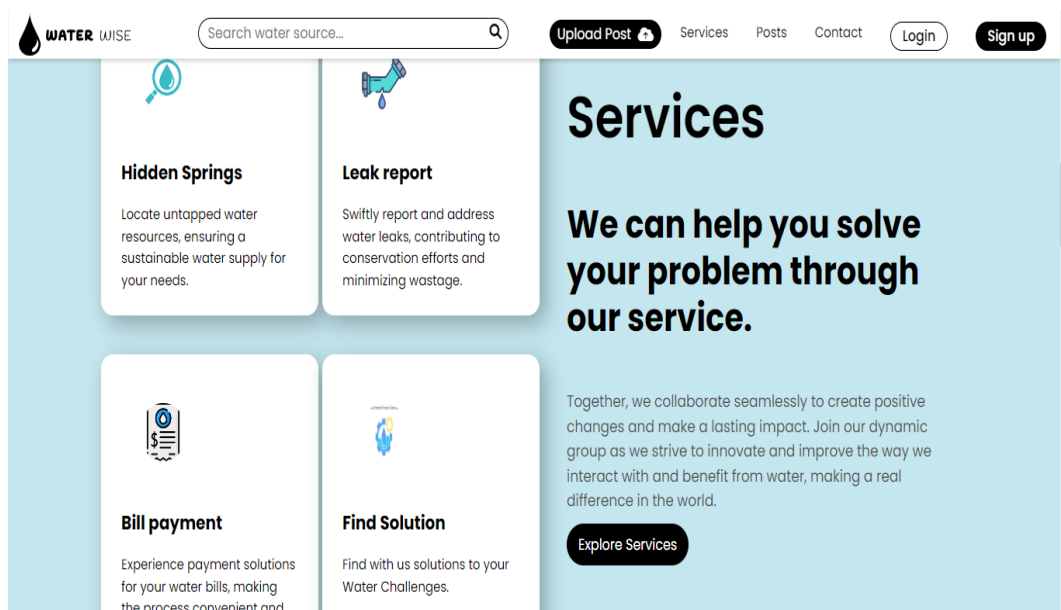 WATER WISE
Search water source...
Upload Post
Services
Posts
Contact
Login
Sign up
Hidden Springs
Locate untapped water
resources, ensuring a
sustainable water supply for
your needs.
Leak report
Swiftly report and address
water leaks, contributing to
conservation efforts and
minimizing wastage.
$
Bill payment
Experience payment solutions
for your water bills, making
the process convenient and
Find Solution
Find with us solutions to your
Water Challenges.
Services
We can help you solve
your problem through
our service.
Together, we collaborate seamlessly to create positive
changes and make a lasting impact. Join our dynamic
group as we strive to innovate and improve the way we
interact with and benefit from water, making a real
difference in the world.
Explore Services